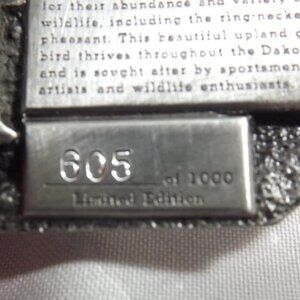 for their abundance and variety of
wildlife, including the ring-necke
pheasant. This beautiful upland g
bird thrives throughout the Dako
and is sought after by sportsmen
artists and wildlife enthusiasts.
605 of 1000
Limited Edition